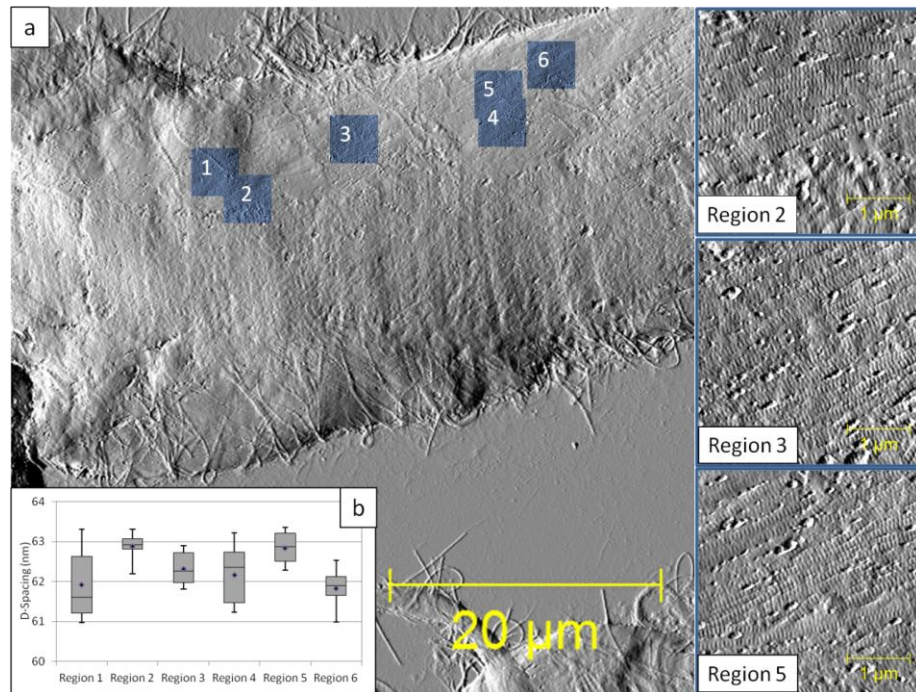 a
1
2
3
4
5
6
20 µm
Region 2
1 µm
Region 3
1 µm
Region 5
1 µm
b
D-Spacing (nm)
64
63
62
61
60
Region 1 Region 2 Region 3 Region 4 Region 5 Region 6